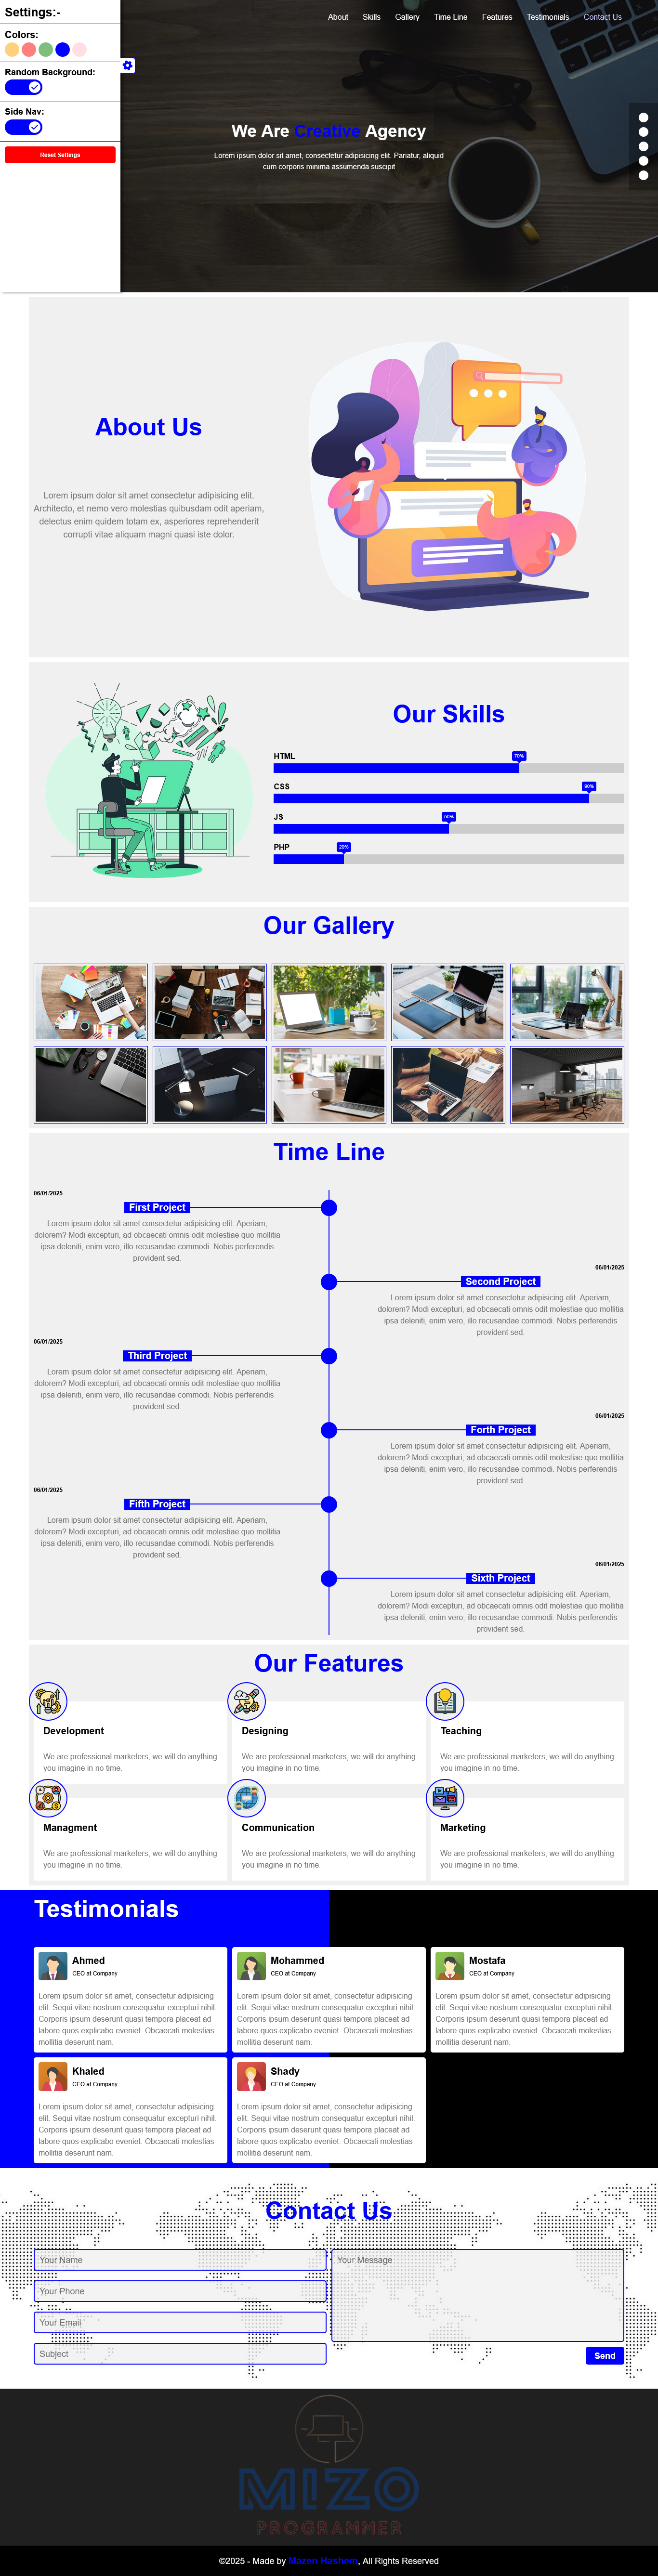 Settings:-
Colors:
Random Background:
Side Nav:
Reset Settings
About Skills Gallery Time Line Features Testimonials Contact Us
We Are Creative Agency
Lorem ipsum dolor sit amet, consectetur adipisicing elit. Pariatur, aliquid
cum corporis minima assumenda suscipit
About Us
Lorem ipsum dolor sit amet consectetur adipisicing elit.
Architecto, et nemo vero molestias quibusdam odit aperiam,
delectus enim quidem totam ex, asperiores reprehenderit
corrupti vitae aliquam magni quasi iste dolor.
Our Skills
HTML
70%
CSS
90%
JS
50%
PHP
20%
Our Gallery
Time Line
06/01/2025
First Project
Lorem ipsum dolor sit amet consectetur adipisicing elit. Aperiam,
dolorem? Modi excepturi, ad obcaecati omnis odit molestiae quo mollitia
ipsa deleniti, enim vero, illo recusandae commodi. Nobis perferendis
provident sed.
06/01/2025
Second Project
Lorem ipsum dolor sit amet consectetur adipisicing elit. Aperiam,
dolorem? Modi excepturi, ad obcaecati omnis odit molestiae quo mollitia
ipsa deleniti, enim vero, illo recusandae commodi. Nobis perferendis
provident sed.
06/01/2025
Third Project
Lorem ipsum dolor sit amet consectetur adipisicing elit. Aperiam,
dolorem? Modi excepturi, ad obcaecati omnis odit molestiae quo mollitia
ipsa deleniti, enim vero, illo recusandae commodi. Nobis perferendis
provident sed.
06/01/2025
Forth Project
Lorem ipsum dolor sit amet consectetur adipisicing elit. Aperiam,
dolorem? Modi excepturi, ad obcaecati omnis odit molestiae quo mollitia
ipsa deleniti, enim vero, illo recusandae commodi. Nobis perferendis
provident sed.
06/01/2025
Fifth Project
Lorem ipsum dolor sit amet consectetur adipisicing elit. Aperiam,
dolorem? Modi excepturi, ad obcaecati omnis odit molestiae quo mollitia
ipsa deleniti, enim vero, illo recusandae commodi. Nobis perferendis
provident sed.
06/01/2025
Sixth Project
Lorem ipsum dolor sit amet consectetur adipisicing elit. Aperiam,
dolorem? Modi excepturi, ad obcaecati omnis odit molestiae quo mollitia
ipsa deleniti, enim vero, illo recusandae commodi. Nobis perferendis
provident sed.
Our Features
Development
We are professional marketers, we will do anything
you imagine in no time.
Designing
We are professional marketers, we will do anything
you imagine in no time.
Teaching
We are professional marketers, we will do anything
you imagine in no time.
Managment
We are professional marketers, we will do anything
you imagine in no time.
Communication
We are professional marketers, we will do anything
you imagine in no time.
Marketing
We are professional marketers, we will do anything
you imagine in no time.
Testimonials
Ahmed
CEO at Company
Lorem ipsum dolor sit amet, consectetur adipisicing
elit. Sequi vitae nostrum consequatur excepturi nihil.
Corporis ipsum deserunt quasi tempora placeat ad
labore quos explicabo eveniet. Obcaecati molestias
mollitia deserunt nam.
Mohammed
CEO at Company
Lorem ipsum dolor sit amet, consectetur adipisicing
elit. Sequi vitae nostrum consequatur excepturi nihil.
Corporis ipsum deserunt quasi tempora placeat ad
labore quos explicabo eveniet. Obcaecati molestias
mollitia deserunt nam.
Mostafa
CEO at Company
Lorem ipsum dolor sit amet, consectetur adipisicing
elit. Sequi vitae nostrum consequatur excepturi nihil.
Corporis ipsum deserunt quasi tempora placeat ad
labore quos explicabo eveniet. Obcaecati molestias
mollitia deserunt nam.
Khaled
CEO at Company
Lorem ipsum dolor sit amet, consectetur adipisicing
elit. Sequi vitae nostrum consequatur excepturi nihil.
Corporis ipsum deserunt quasi tempora placeat ad
labore quos explicabo eveniet. Obcaecati molestias
mollitia deserunt nam.
Shady
CEO at Company
Lorem ipsum dolor sit amet, consectetur adipisicing
elit. Sequi vitae nostrum consequatur excepturi nihil.
Corporis ipsum deserunt quasi tempora placeat ad
labore quos explicabo eveniet. Obcaecati molestias
mollitia deserunt nam.
Contact Us
Your Name
Your Phone
Your Email
Subject
Your Message
Send
MIZO
PROGRAMMER
©2025 - Made by Mazen Hashem, All Rights Reserved